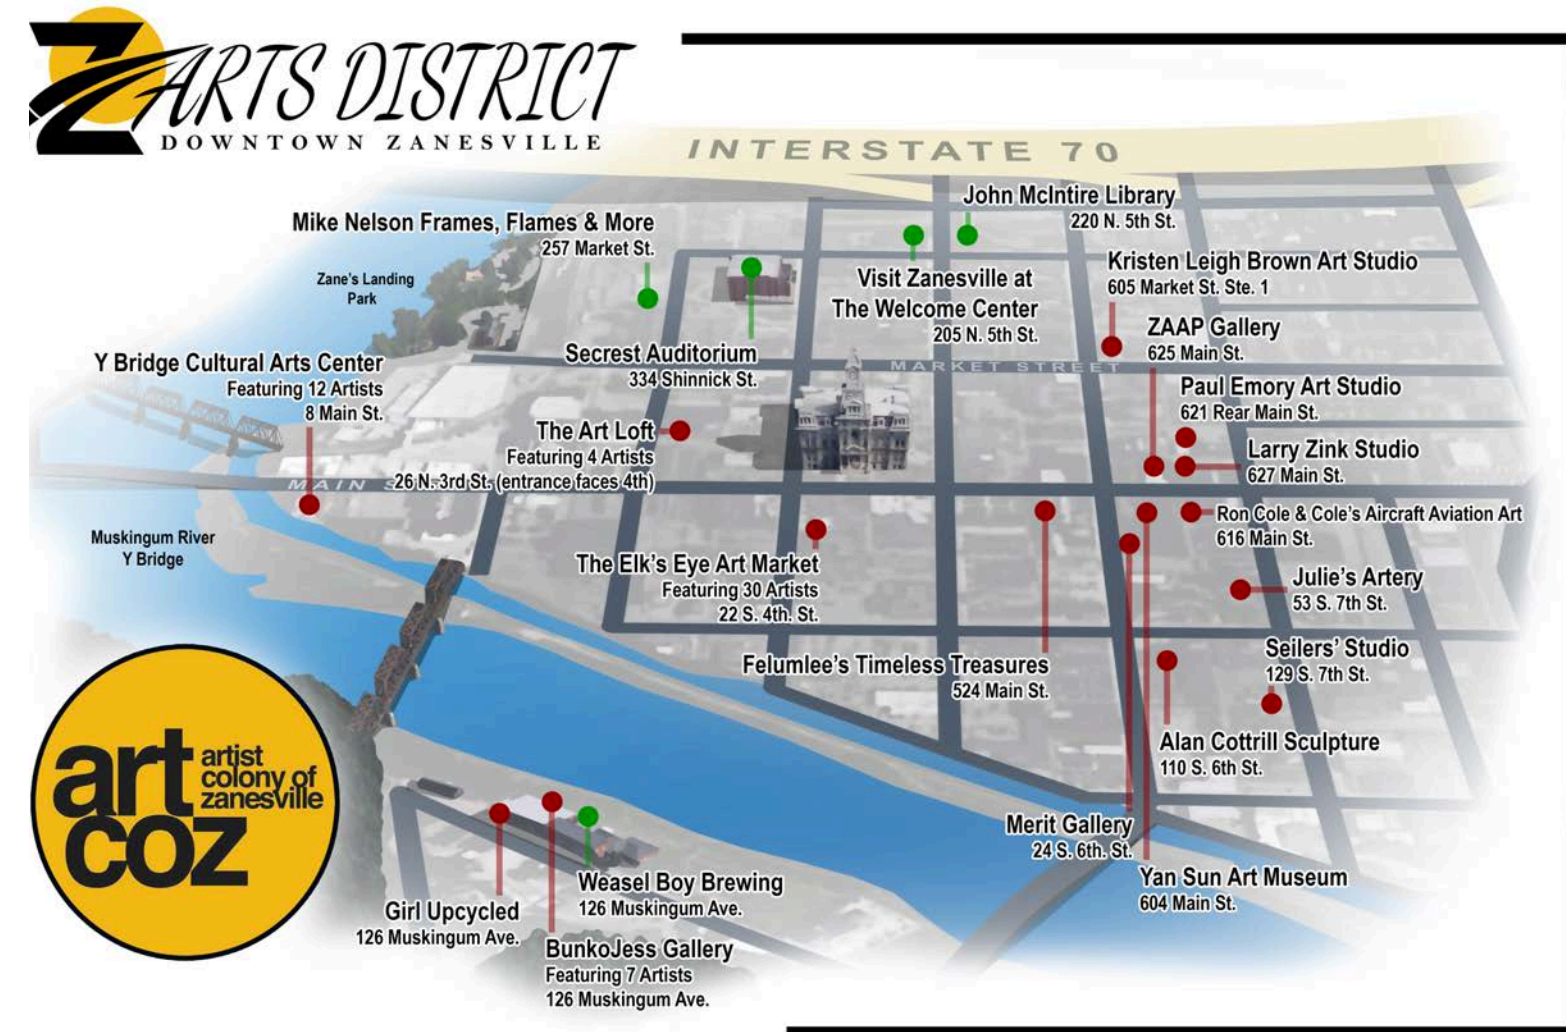 Z ARTS DISTRICT
DOWNTOWN ZANESVILLE
INTERSTATE 70
John McIntire Library
220 N. 5th St.
Mike Nelson Frames, Flames & More
257 Market St.
Zane's Landing
Park
Visit Zanesville at
The Welcome Center
205 N. 5th St.
Kristen Leigh Brown Art Studio
605 Market St. Ste. 1
ZAAP Gallery
625 Main St.
Secrest Auditorium
334 Shinnick St.
MARKET STREET
Y Bridge Cultural Arts Center
Featuring 12 Artists
8 Main St.
Paul Emory Art Studio
621 Rear Main St.
The Art Loft
Featuring 4 Artists
26 N. 3rd St. (entrance faces 4th)
Larry Zink Studio
627 Main St.
MAIN S
Ron Cole & Cole's Aircraft Aviation Art
616 Main St.
Muskingum River
Y Bridge
The Elk's Eye Art Market
Featuring 30 Artists
22 S. 4th. St.
Julie's Artery
53 S. 7th St.
Felumlee's Timeless Treasures
524 Main St.
Seilers' Studio
129 S. 7th St.
Alan Cottrill Sculpture
110 S. 6th St.
art
coz
artist
colony of
zanesville
Merit Gallery
24 S. 6th. St.
Yan Sun Art Museum
604 Main St.
Weasel Boy Brewing
126 Muskingum Ave.
Girl Upcycled
126 Muskingum Ave.
BunkoJess Gallery
Featuring 7 Artists
126 Muskingum Ave.